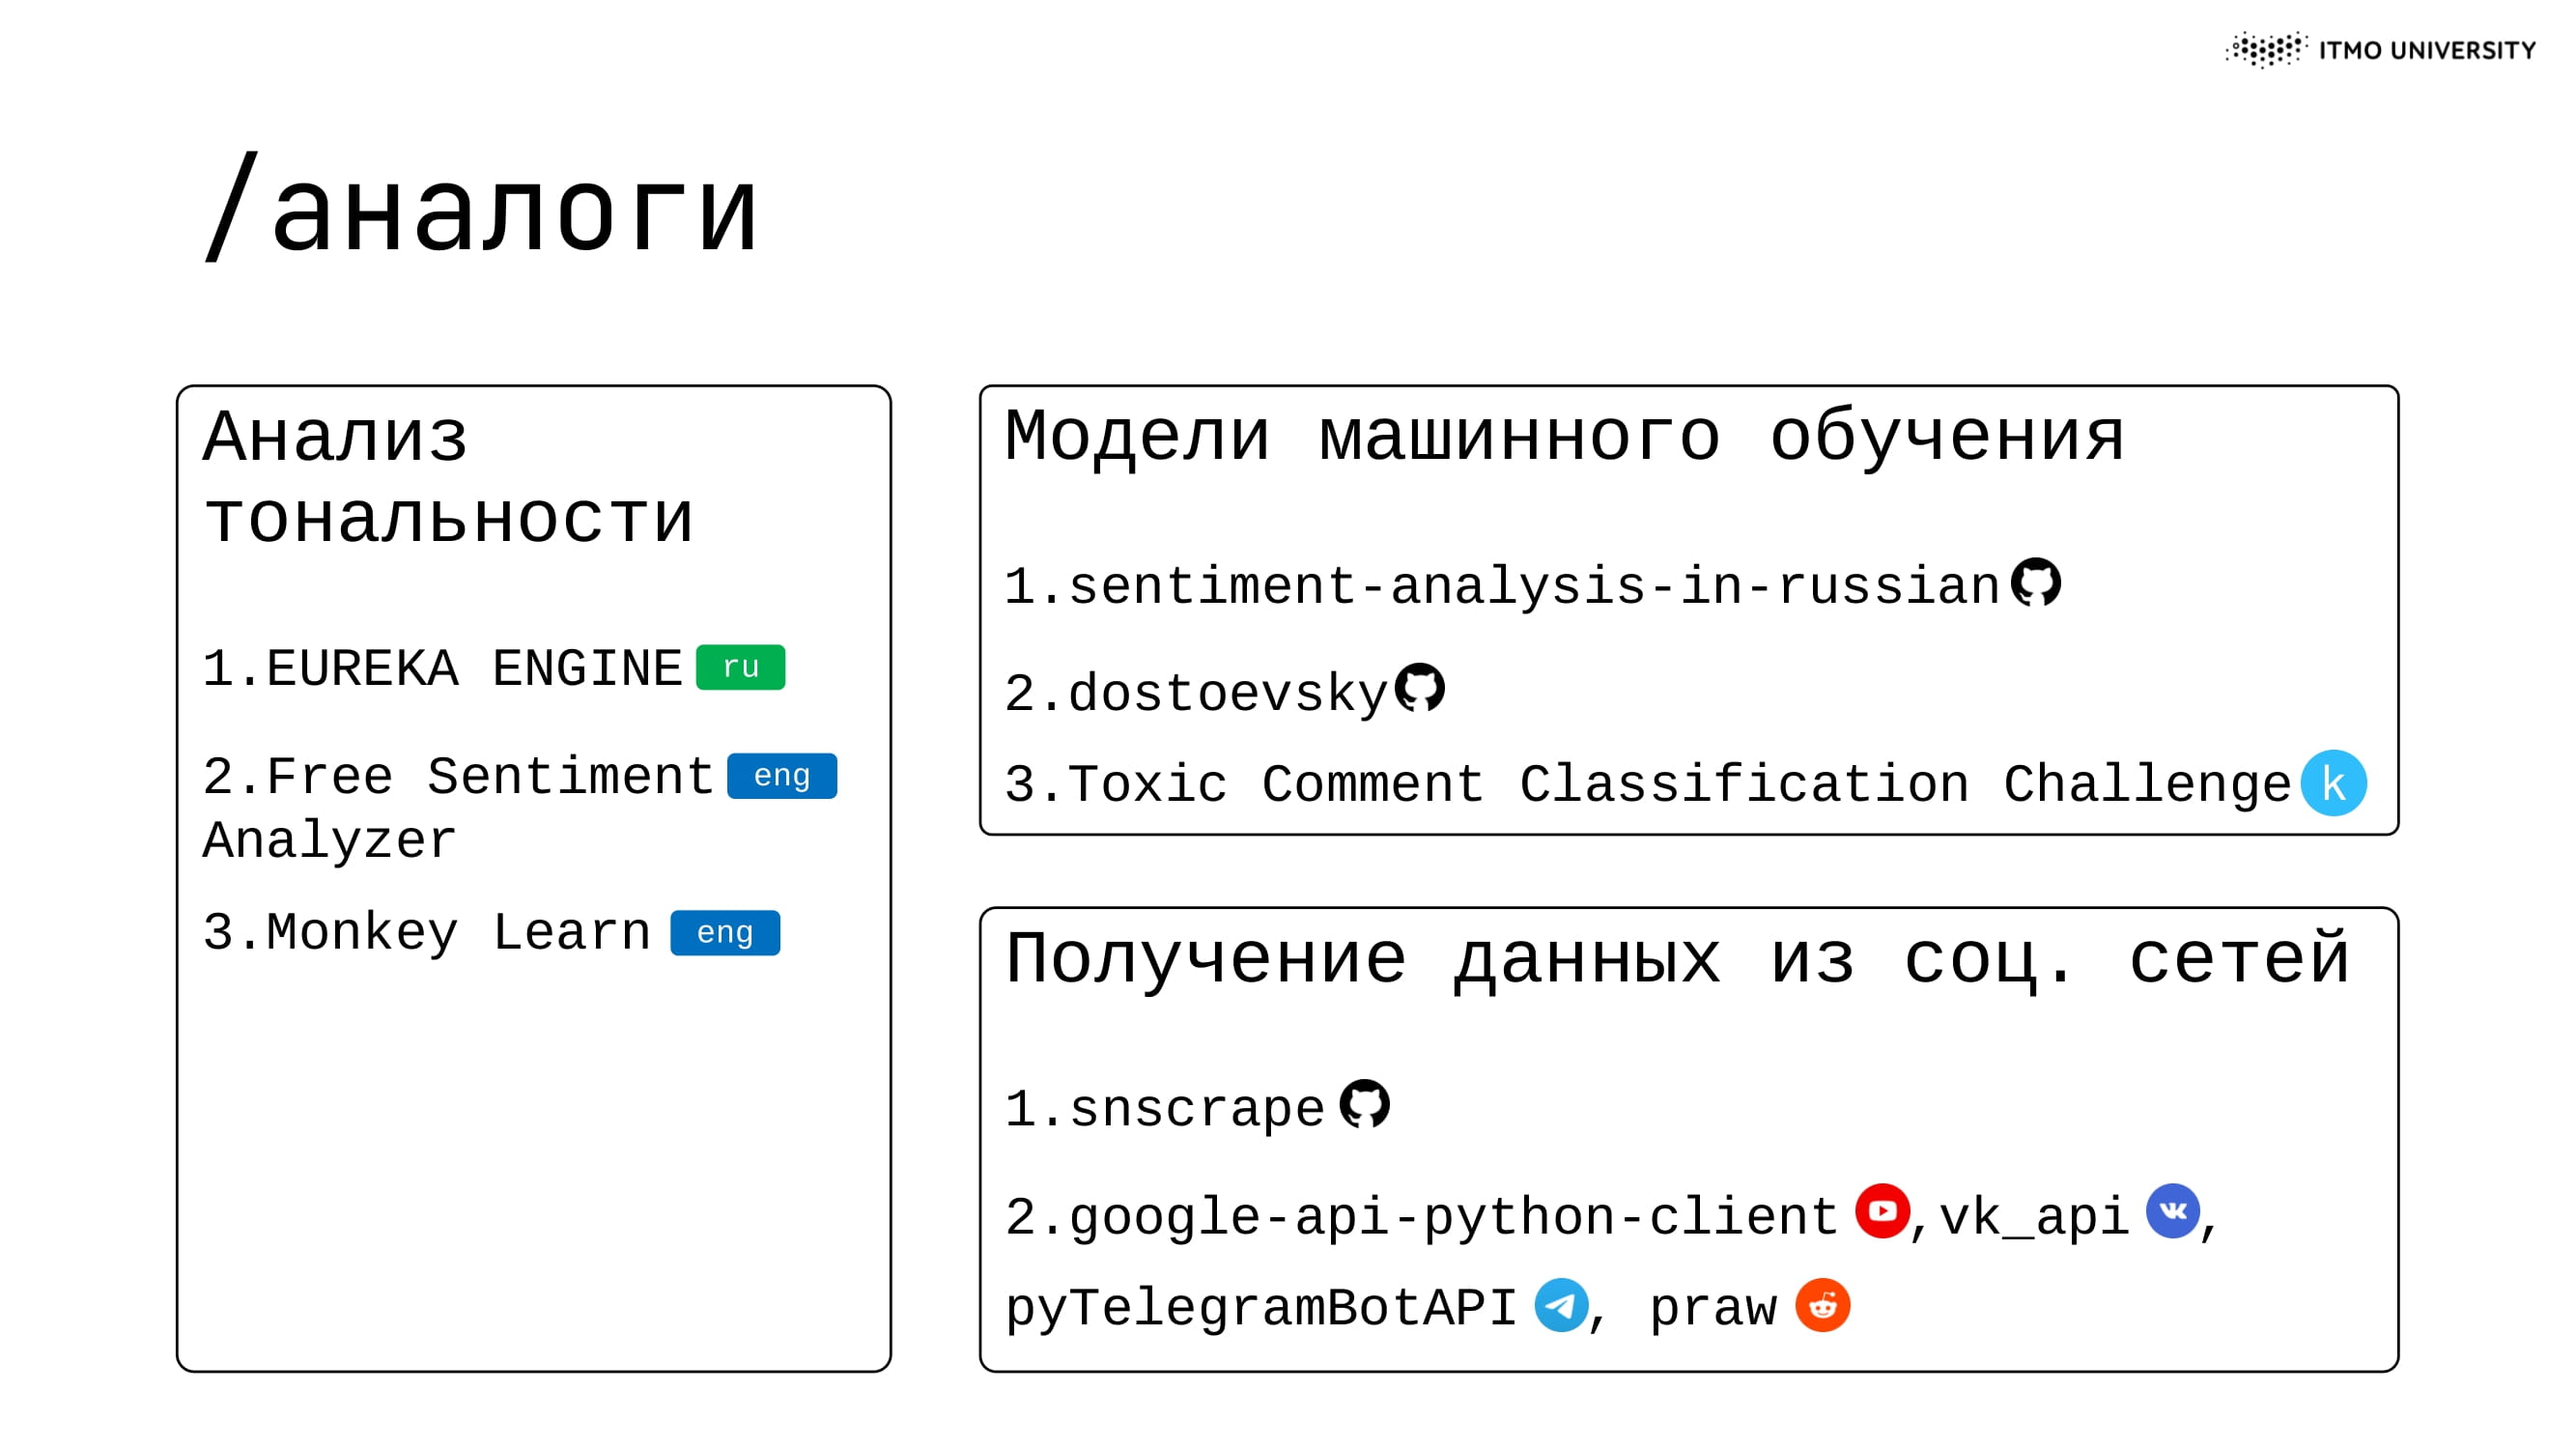 ITMO UNIVERSITY
/аналоги
Анализ
тональности
1.EUREKA ENGINE ru
2.Free Sentiment eng
Analyzer
3.Monkey Learn eng
Модели машинного обучения
1.sentiment-analysis-in-russian
2.dostoevsky
3.Toxic Comment Classification Challenge k
Получение данных из соц. сетей
1.snscrape
2.google-api-python-client ,vk_api ,
pyTelegramBotAPI , praw